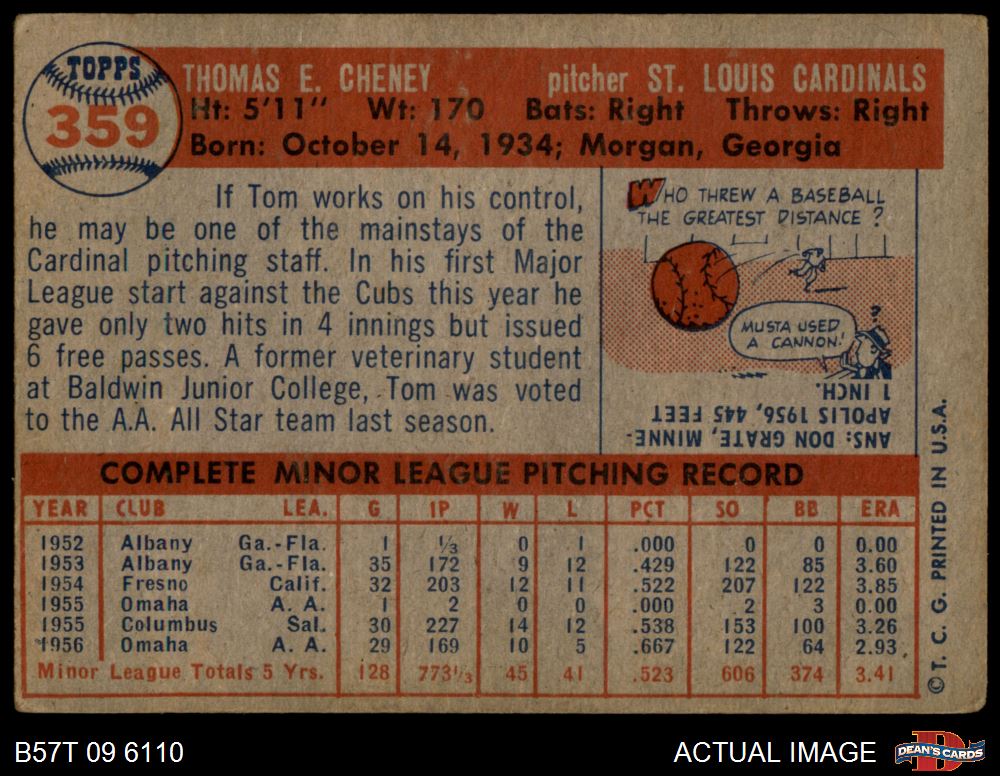 TOPPS
359
THOMAS E. CHENEY pitcher ST. LOUIS CARDINALS
Ht: 5'11" Wt: 170 Bats: Right Throws: Right
Born: October 14, 1934; Morgan, Georgia
If Tom works on his control,
he may be one of the mainstays of the
Cardinal pitching staff. In his first Major
League start against the Cubs this year he
gave only two hits in 4 innings but issued
6 free passes. A former veterinary student
at Baldwin Junior College, Tom was voted
to the A.A. All Star team last season.
WHO THREW A BASEBALL
THE GREATEST DISTANCE ?
?
MUSTA USED
A CANNON.
ANS: DON GRATE, MINNE-
APOLIS 1956, 445 FEET
1 INCH.
COMPLETE MINOR LEAGUE PITCHING RECORD
YEAR CLUB LEA. G IP W L PCT SO BB ERA
1952 Albany Ga.-Fla. 1 1/3 0 1 .000 0 0 0.00
1953 Albany Ga.-Fla. 35 172 9 12 .429 122 85 3.60
1954 Fresno Calif. 32 203 12 11 .522 207 122 3.85
1955 Omaha A. A. 1 2 0 0 .000 2 3 0.00
1955 Columbus Sal. 30 227 14 12 .538 153 100 3.26
1956 Omaha A. A. 29 169 10 5 .667 122 64 2.93
Minor League Totals 5 Yrs. 128 773 1/3 45 41 .523 606 374 3.41
© T. C. G. PRINTED IN U.S.A.
B57T 09 6110
ACTUAL IMAGE
DEAN'S CARDS